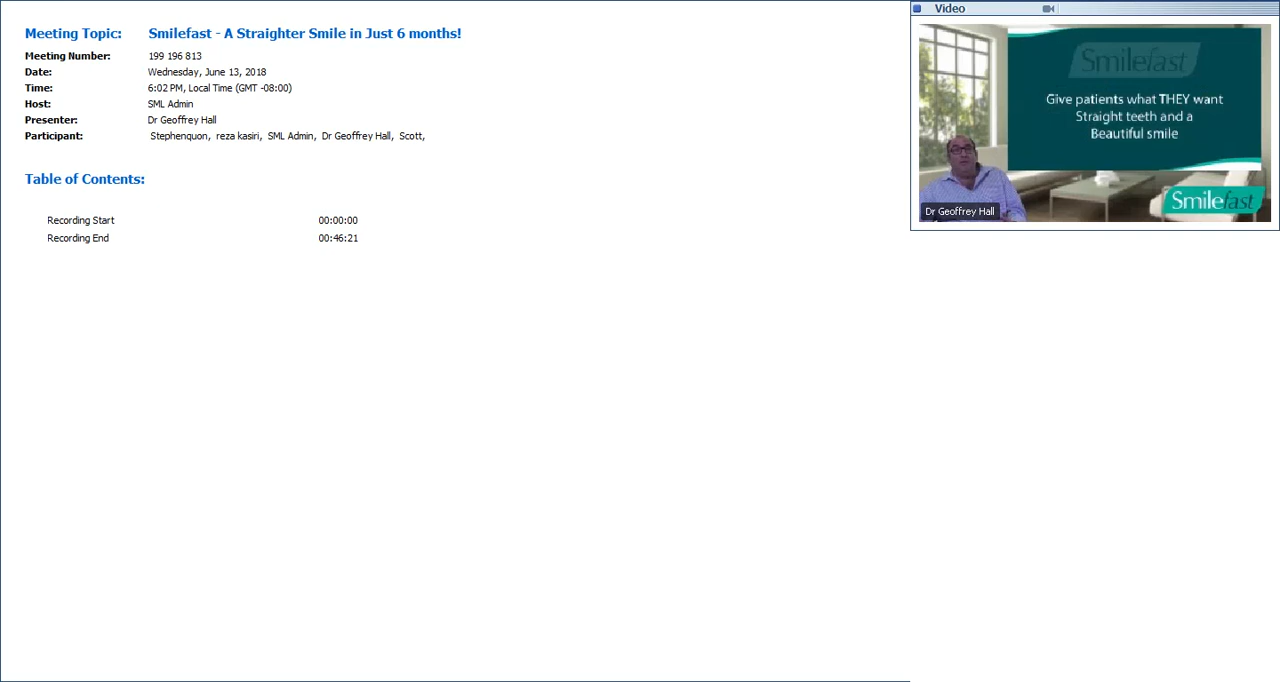 Meeting Topic: Smilefast - A Straighter Smile in Just 6 months!
Meeting Number: 199 196 813
Date: Wednesday, June 13, 2018
Time: 6:02 PM, Local Time (GMT -08:00)
Host: SML Admin
Presenter: Dr Geoffrey Hall
Participant: Stephenquon, reza kasiri, SML Admin, Dr Geoffrey Hall, Scott,
Table of Contents:
Recording Start 00:00:00
Recording End 00:46:21
Video
Smilefast
Give patients what THEY want
Straight teeth and a
Beautiful smile
Smilefast
Dr Geoffrey Hall